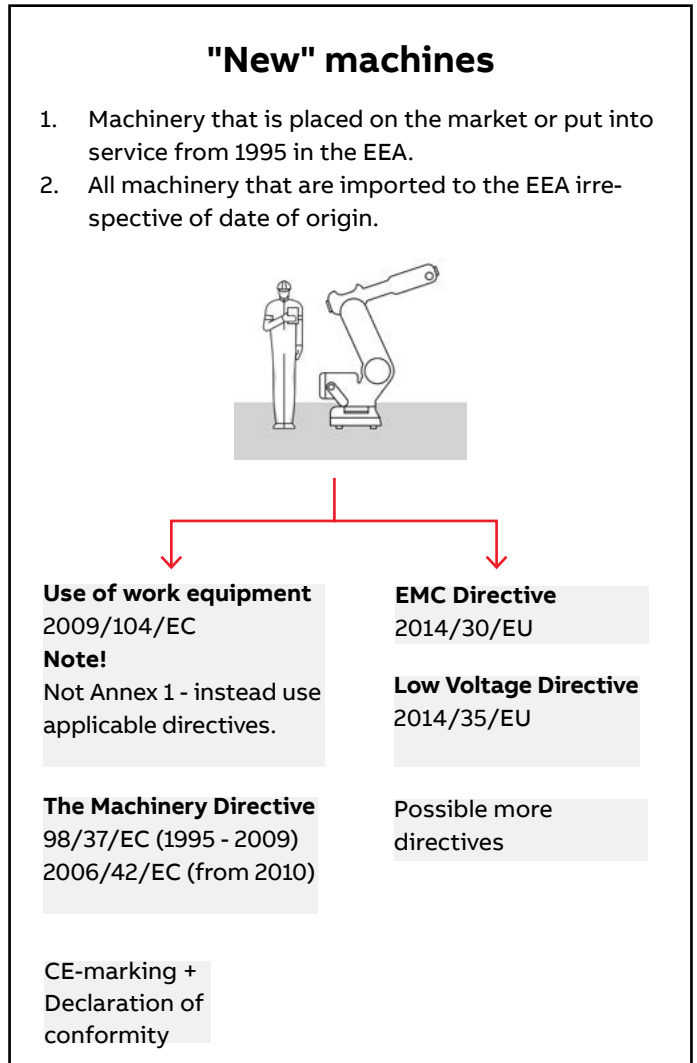 "New" machines
1. Machinery that is placed on the market or put into
service from 1995 in the EEA.
2. All machinery that are imported to the EEA irre-
spective of date of origin.
Use of work equipment
2009/104/EC
Note!
Not Annex 1 - instead use
applicable directives.
The Machinery Directive
98/37/EC (1995 - 2009)
2006/42/EC (from 2010)
CE-marking +
Declaration of
conformity
EMC Directive
2014/30/EU
Low Voltage Directive
2014/35/EU
Possible more
directives